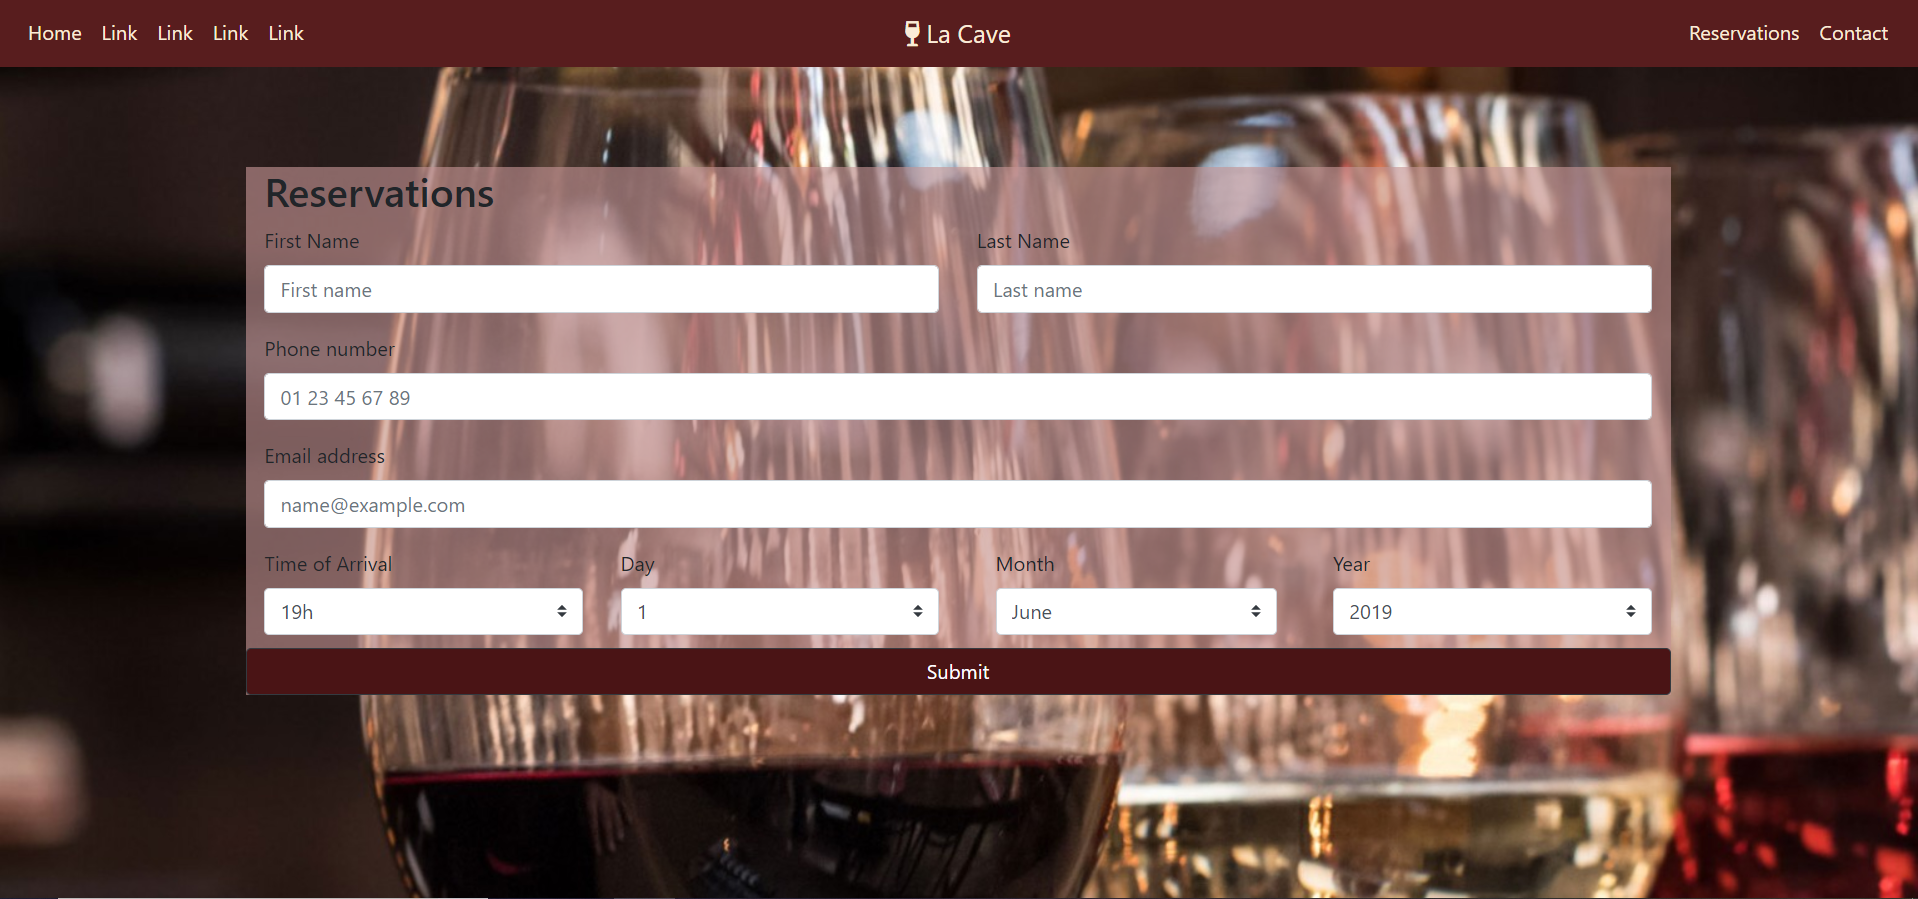 Home Link Link Link Link La Cave Reservations Contact
Reservations
First Name Last Name
First name Last name
Phone number
01 23 45 67 89
Email address
name@example.com
Time of Arrival Day Month Year
19h 1 June 2019
Submit